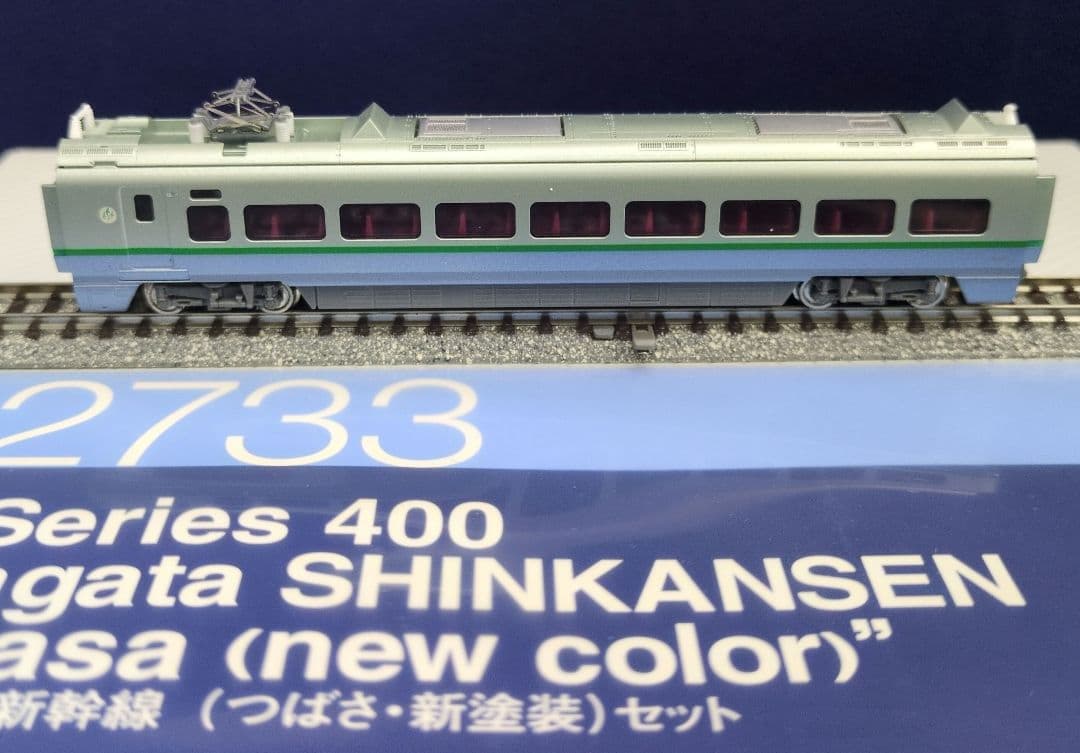 2733
Series 400
agata SHINKANSEN
asa (new color)”
新幹線 (つばさ・新塗装) セット